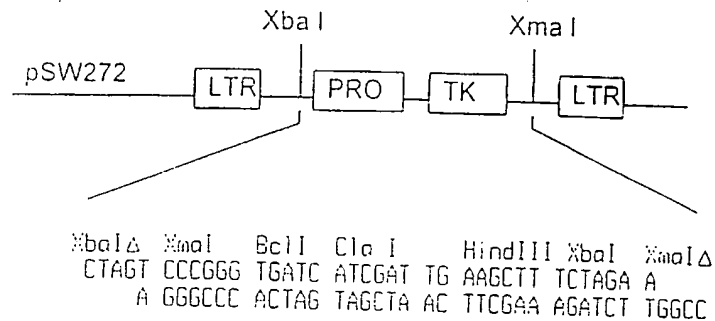 Xba I Xma I
pSW272 LTR PRO TK LTR
XbaIΔ XmaI BclI Cla I HindIII XbaI XmaIΔ
CTAGT CCCGGG TGATC ATCGAT TG AAGCTT TCTAGA A
A GGGCCC ACTAG TAGCTA AC TTCGAA AGATCT TGGCC